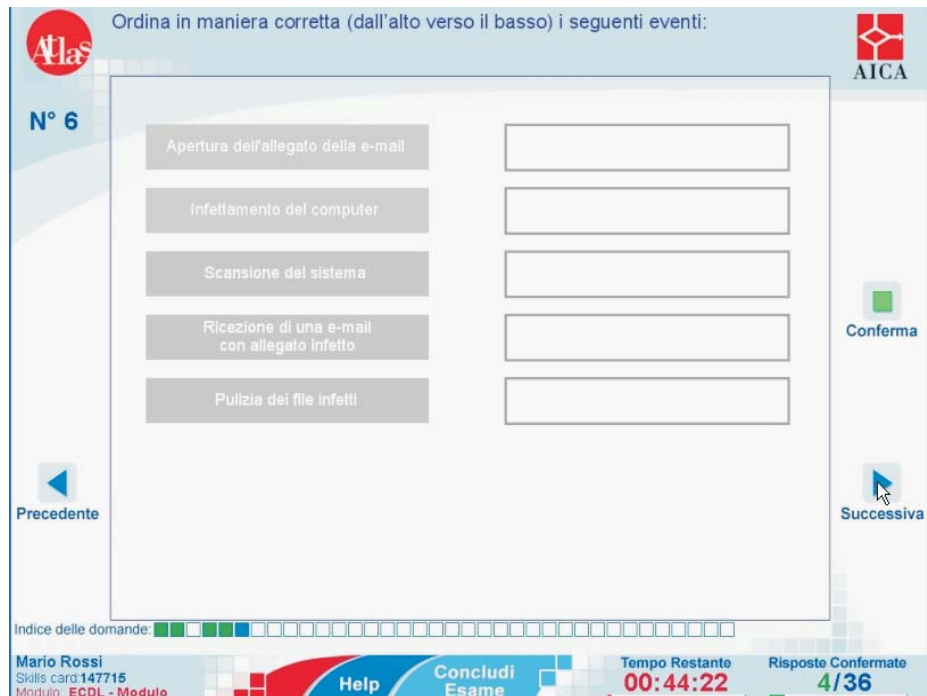 Ordina in maniera corretta (dall'alto verso il basso) i seguenti eventi:
Atlas
AICA
N° 6
Apertura dell'allegato della e-mail
Infettamento del computer
Scansione del sistema
Ricezione di una e-mail
con allegato infetto
Pulizia dei file infetti
Conferma
Precedente
Successiva
Indice delle domande:
Mario Rossi
Skills card:147715
Modulo: ECDL - Modulo
Help
Concludi
Esame
Tempo Restante
00:44:22
Risposte Confermate
4/36